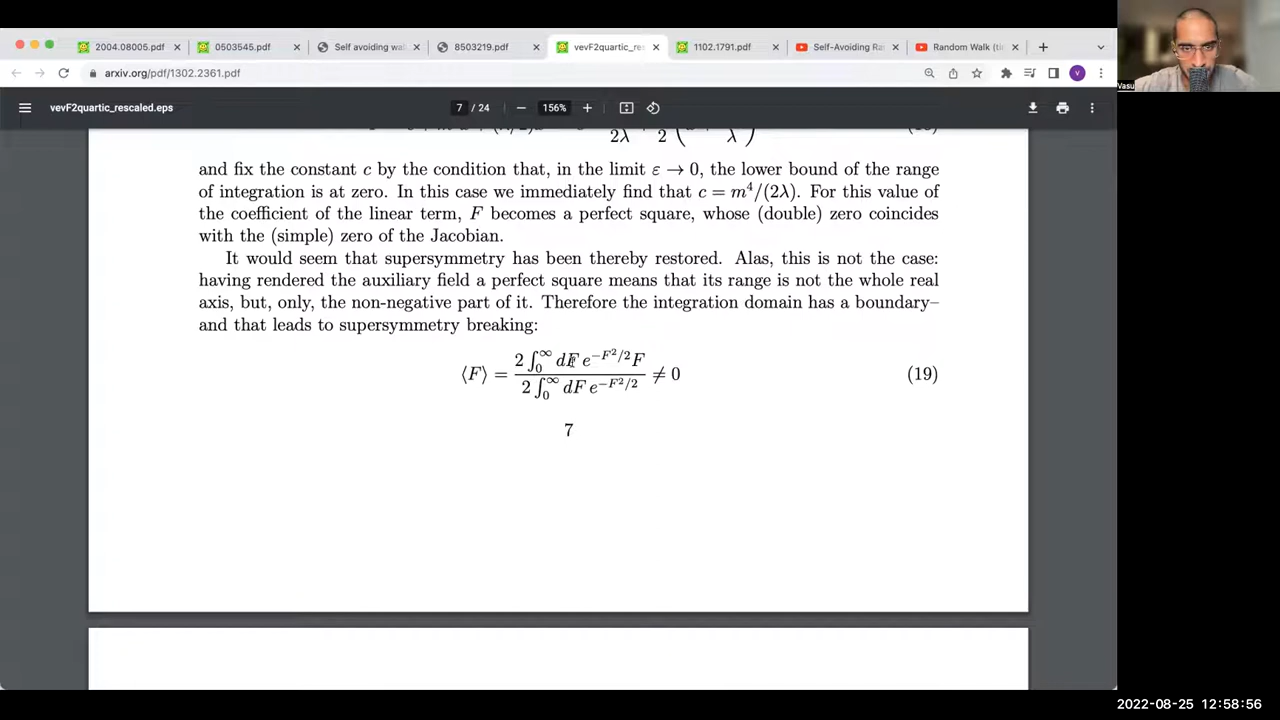 2004.08005.pdf
0503545.pdf
Self avoiding wal
8503219.pdf
vevF2quartic_res
1102.1791.pdf
Self-Avoiding Ra
Random Walk (ti
arxiv.org/pdf/1302.2361.pdf
V
Vasu
vevF2quartic_rescaled.eps
7 / 24
156%
2λ 2 λ
and fix the constant c by the condition that, in the limit ε → 0, the lower bound of the range
of integration is at zero. In this case we immediately find that c = m⁴/(2λ). For this value of
the coefficient of the linear term, F becomes a perfect square, whose (double) zero coincides
with the (simple) zero of the Jacobian.
It would seem that supersymmetry has been thereby restored. Alas, this is not the case:
having rendered the auxiliary field a perfect square means that its range is not the whole real
axis, but, only, the non-negative part of it. Therefore the integration domain has a boundary–
and that leads to supersymmetry breaking:
2 ∫₀^∞ dF e^{−F²/2} F
⟨F⟩ = ≠ 0 (19)
2 ∫₀^∞ dF e^{−F²/2}
7
2022-08-25 12:58:56